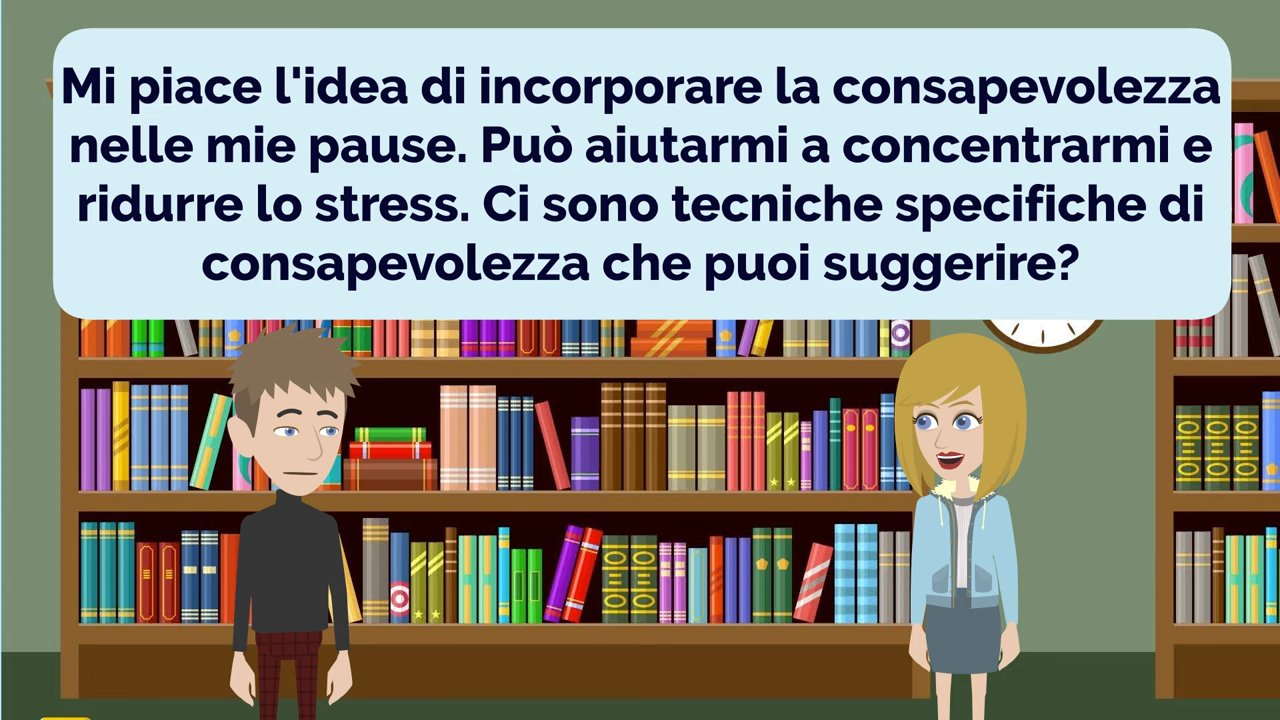 Mi piace l'idea di incorporare la consapevolezza
nelle mie pause. Può aiutarmi a concentrarmi e
ridurre lo stress. Ci sono tecniche specifiche di
consapevolezza che puoi suggerire?